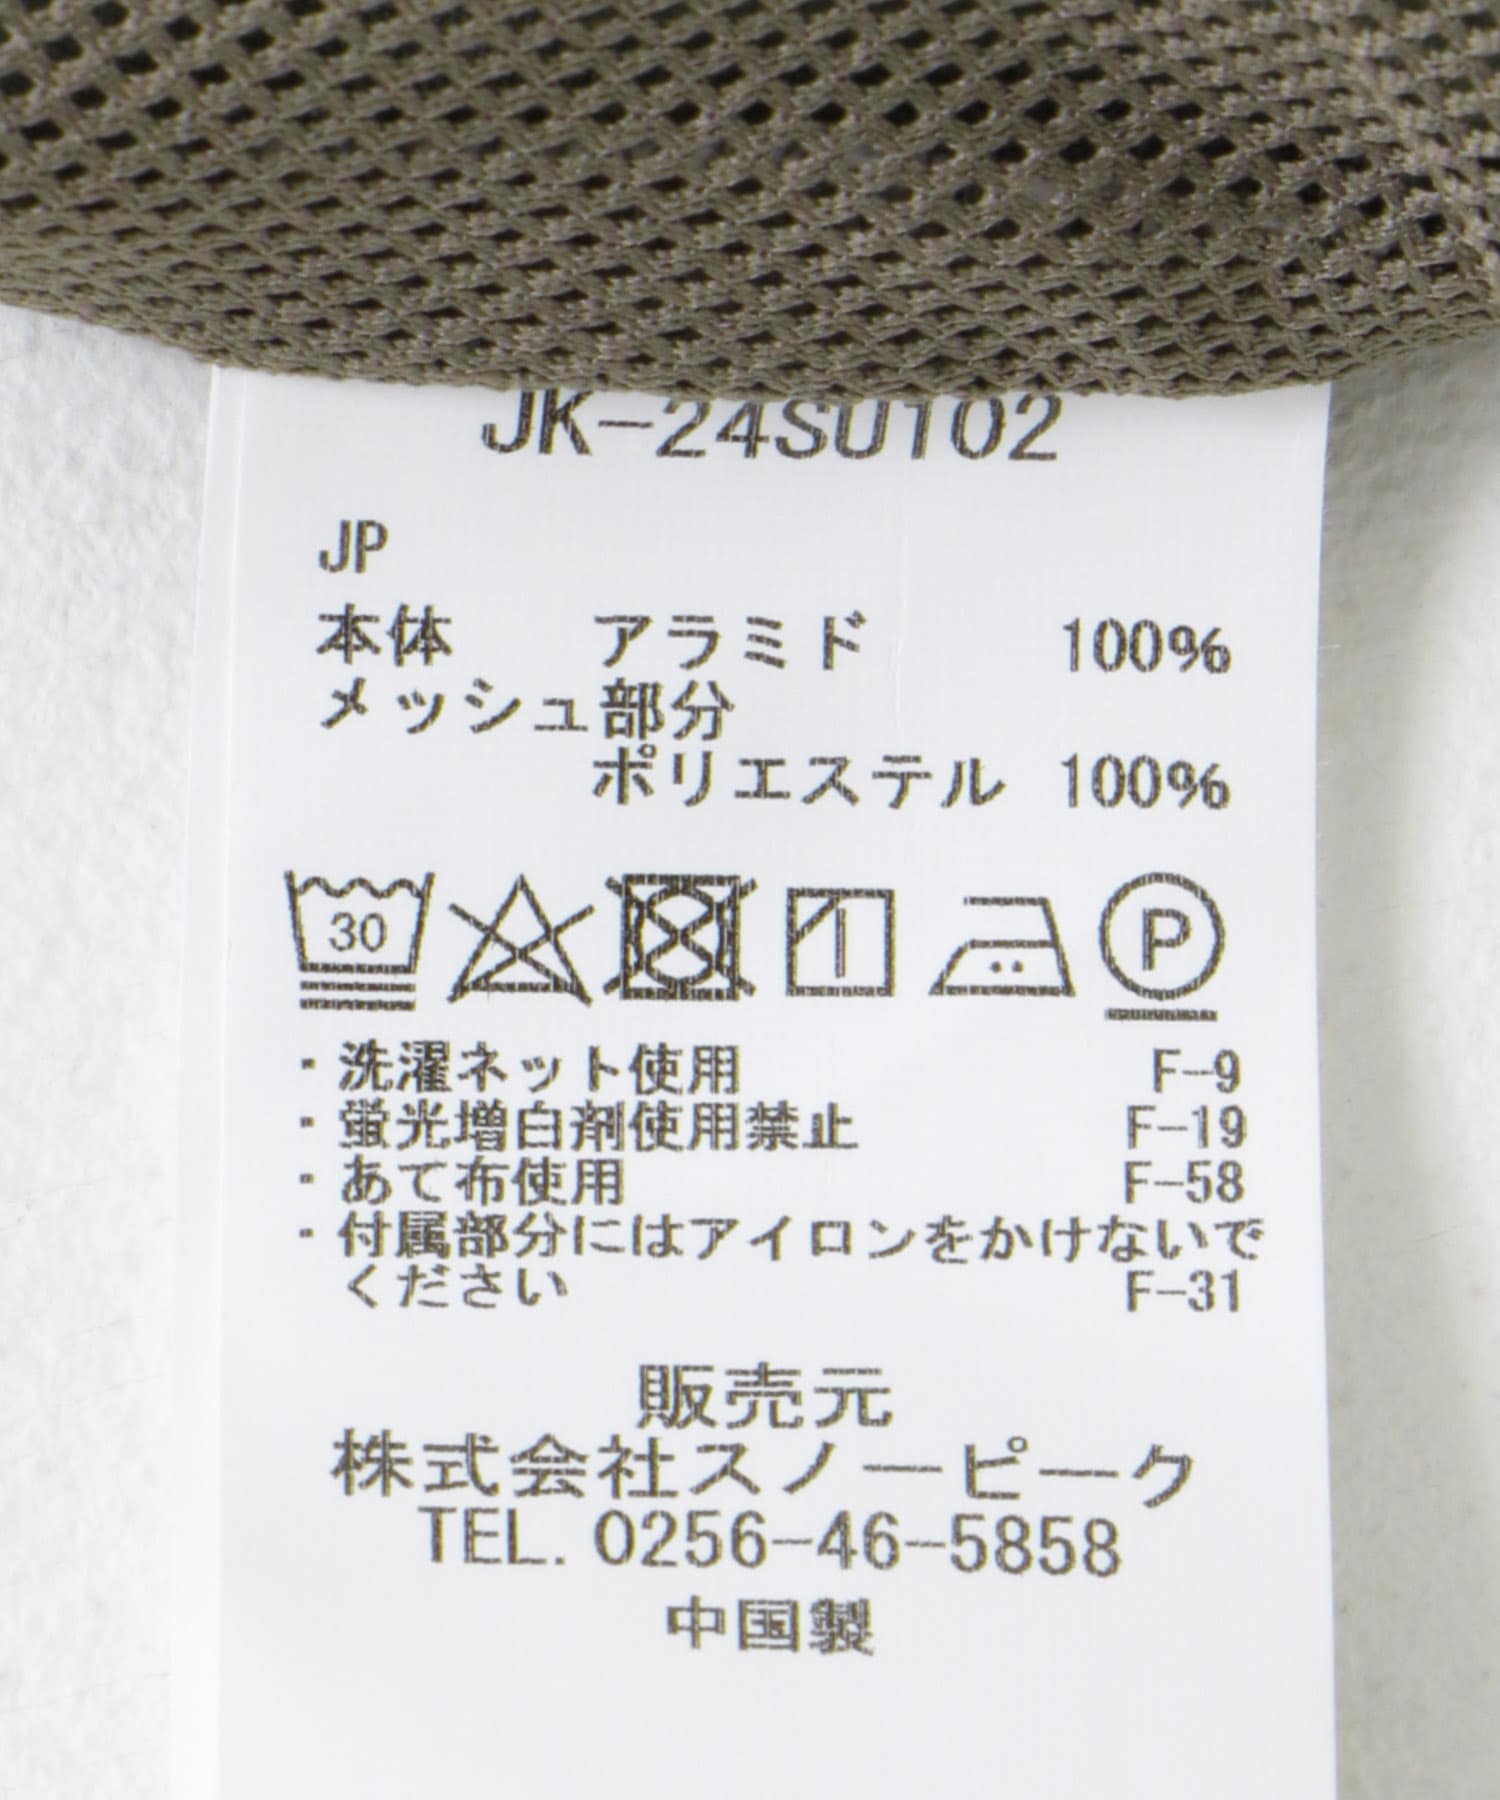 JK-24SU102
JP
本体 アラミド 100%
メッシュ部分
ポリエステル 100%
30 P
・洗濯ネット使用 F-9
・蛍光増白剤使用禁止 F-19
・あて布使用 F-58
・付属部分にはアイロンをかけないで
ください F-31
販売元
株式会社スノーピーク
TEL. 0256-46-5858
中国製